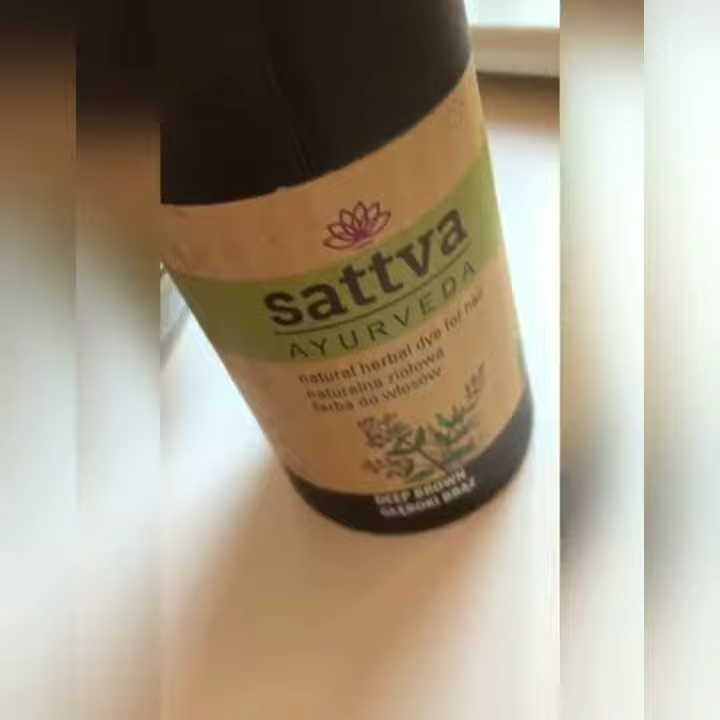 sattva
AYURVEDA
natural herbal dye for hair
naturalna ziołowa
farba do włosów
DEEP BROWN
GŁĘBOKI BRĄZ